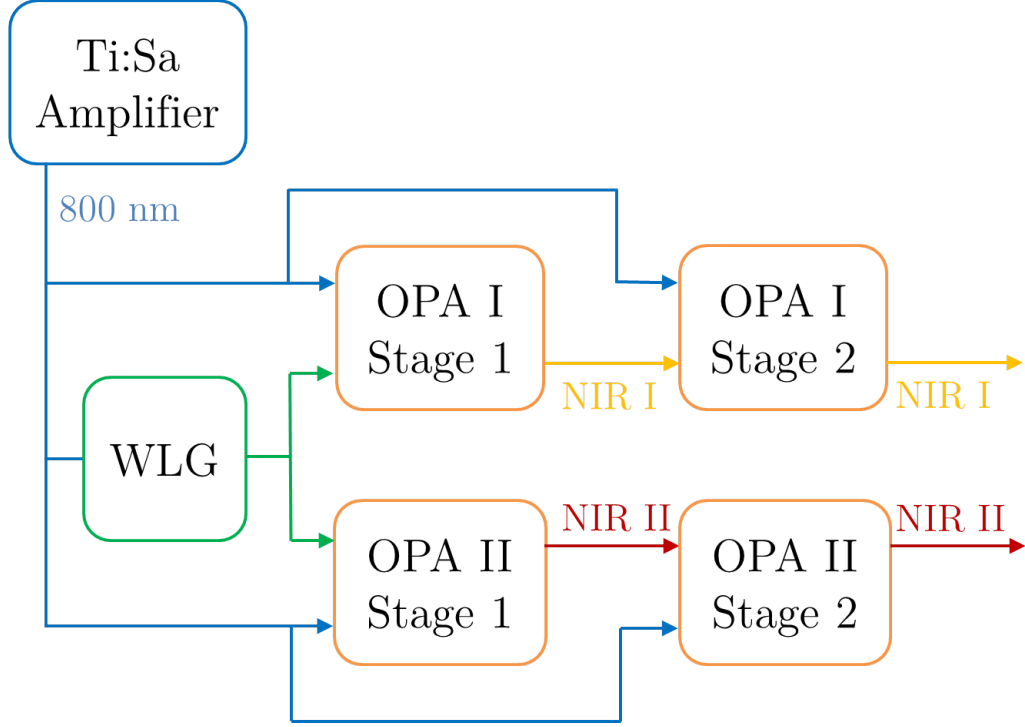 Ti:Sa
Amplifier
800 nm
OPA I
Stage 1
OPA I
Stage 2
NIR I
NIR I
WLG
NIR II
NIR II
OPA II
Stage 1
OPA II
Stage 2